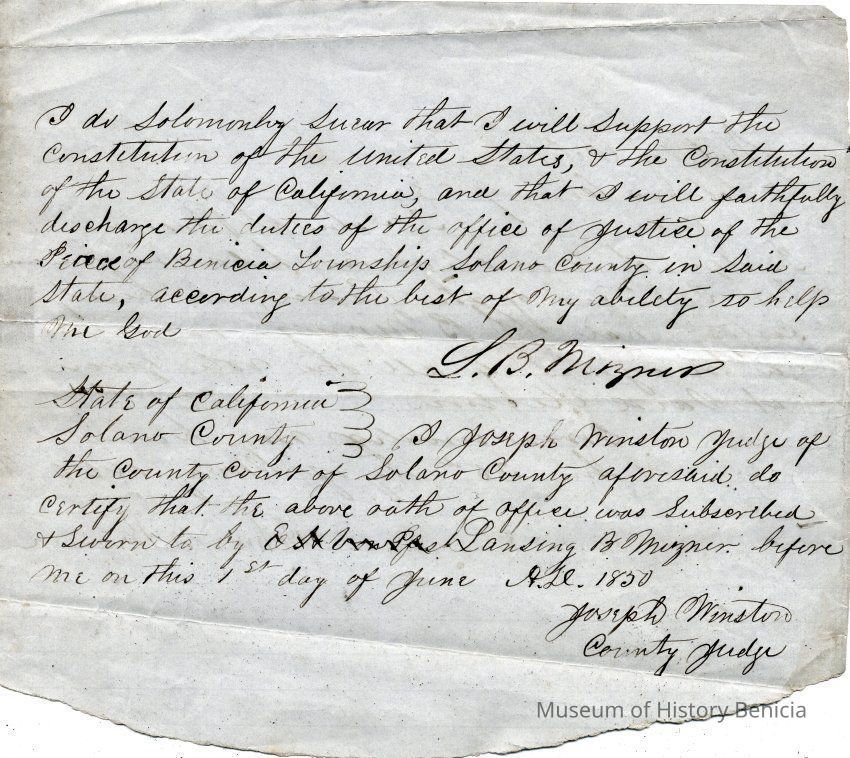 I do Solomonly Swear that I will Support the
Constitution of the United States, & the Constitution
of the State of California, and that I will faithfully
discharge the duties of the office of Justice of the
Peace of Benicia Township Solano County in Said
State, according to the best of my ability so help
me God
L. B. Mizner
State of California
Solano County I Joseph Winston Judge of
the County Court of Solano County aforesaid do
certify that the above oath of office was Subscribed
& Sworn to by Lansing B Mizner before
me on this 1st day of June A.D. 1850
Joseph Winston
County Judge
Museum of History Benicia